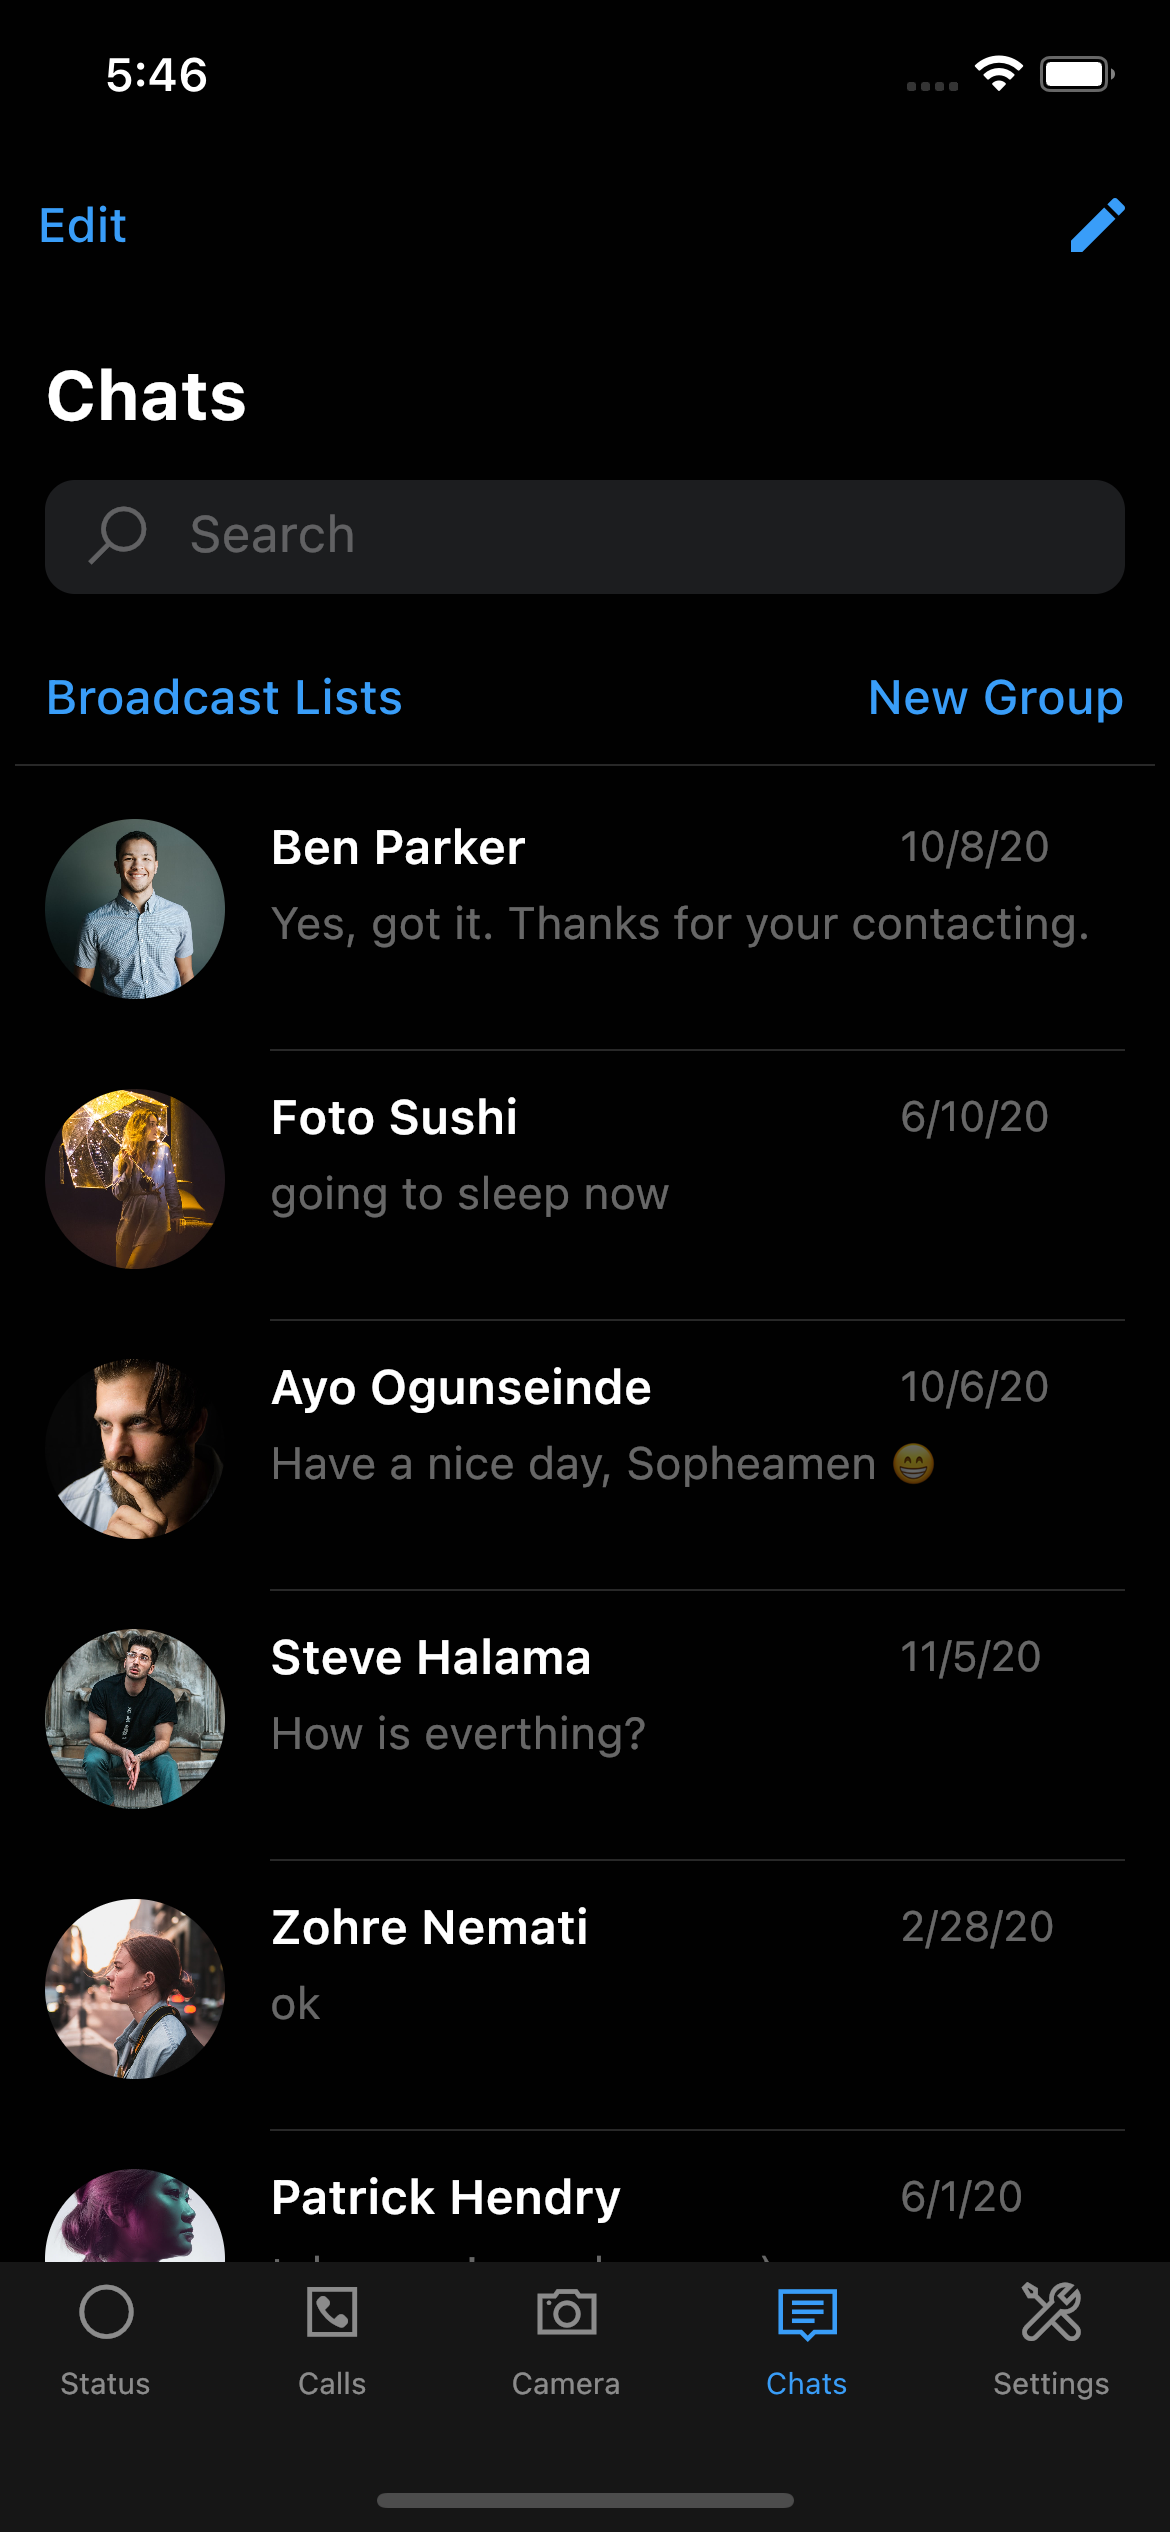 5:46
Edit
Chats
Search
Broadcast Lists
New Group
Ben Parker
10/8/20
Yes, got it. Thanks for your contacting.
Foto Sushi
6/10/20
going to sleep now
Ayo Ogunseinde
10/6/20
Have a nice day, Sopheamen 😁
Steve Halama
11/5/20
How is everthing?
Zohre Nemati
2/28/20
ok
Patrick Hendry
6/1/20
Status
Calls
Camera
Chats
Settings